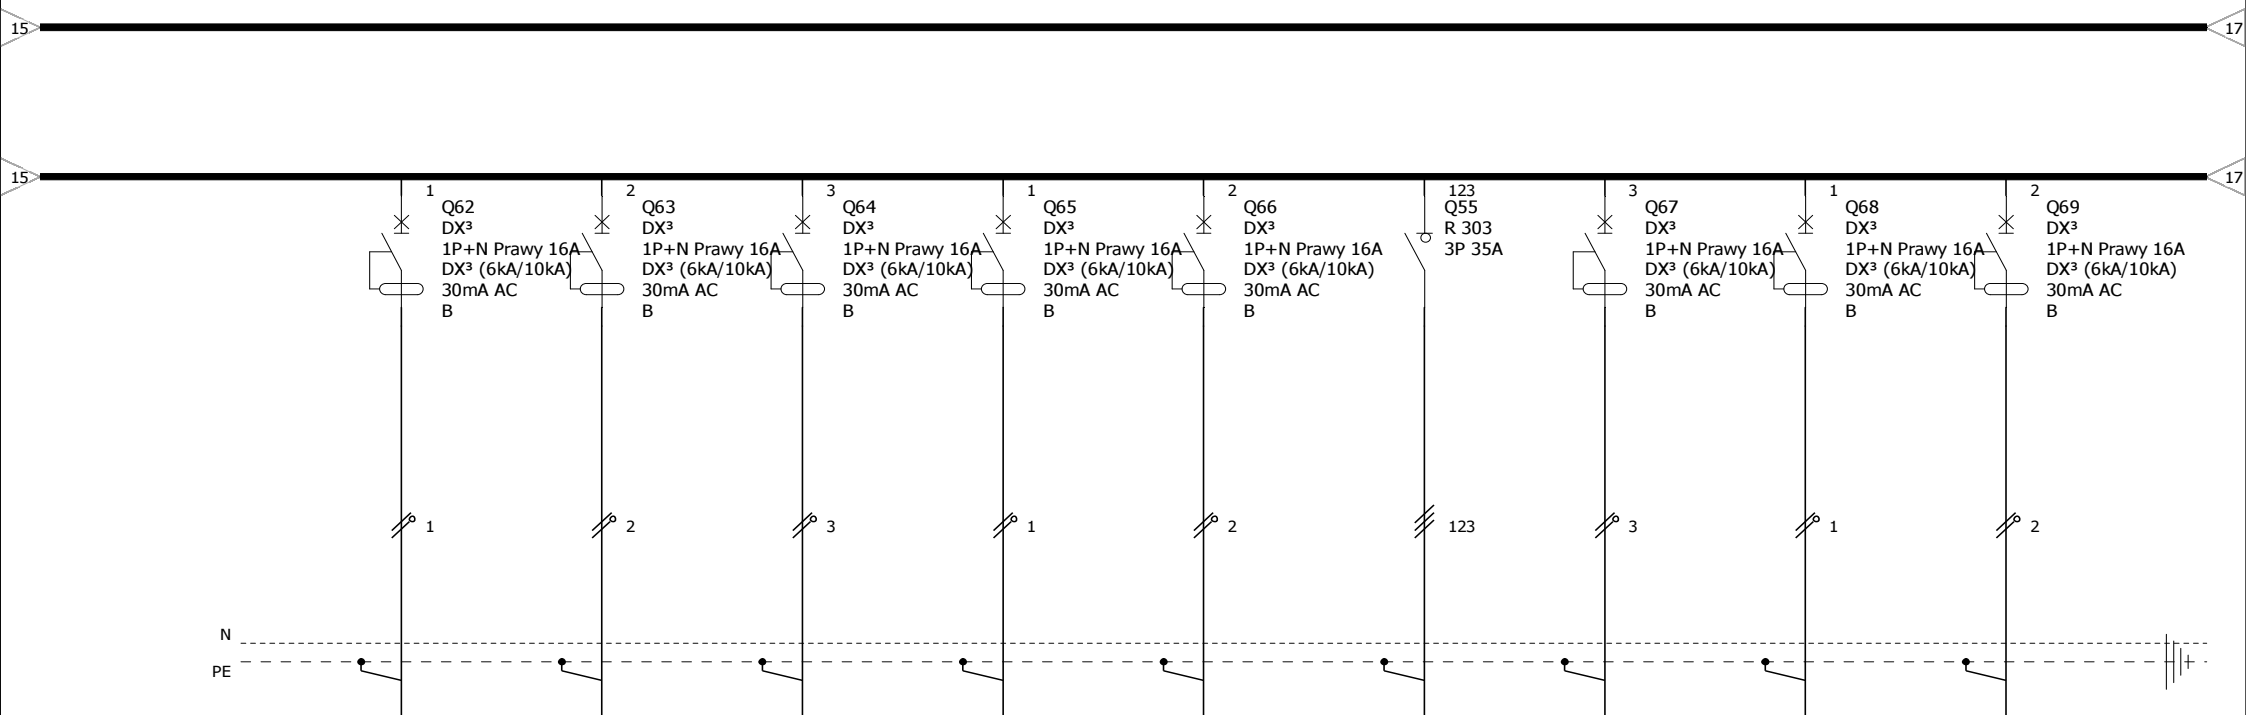 15
17
15
17
1
Q62
DX³
1P+N Prawy 16A
DX³ (6kA/10kA)
30mA AC
B
2
Q63
DX³
1P+N Prawy 16A
DX³ (6kA/10kA)
30mA AC
B
3
Q64
DX³
1P+N Prawy 16A
DX³ (6kA/10kA)
30mA AC
B
1
Q65
DX³
1P+N Prawy 16A
DX³ (6kA/10kA)
30mA AC
B
2
Q66
DX³
1P+N Prawy 16A
DX³ (6kA/10kA)
30mA AC
B
123
Q55
R 303
3P 35A
3
Q67
DX³
1P+N Prawy 16A
DX³ (6kA/10kA)
30mA AC
B
1
Q68
DX³
1P+N Prawy 16A
DX³ (6kA/10kA)
30mA AC
B
2
Q69
DX³
1P+N Prawy 16A
DX³ (6kA/10kA)
30mA AC
B
1
2
3
1
2
123
3
1
2
N
PE